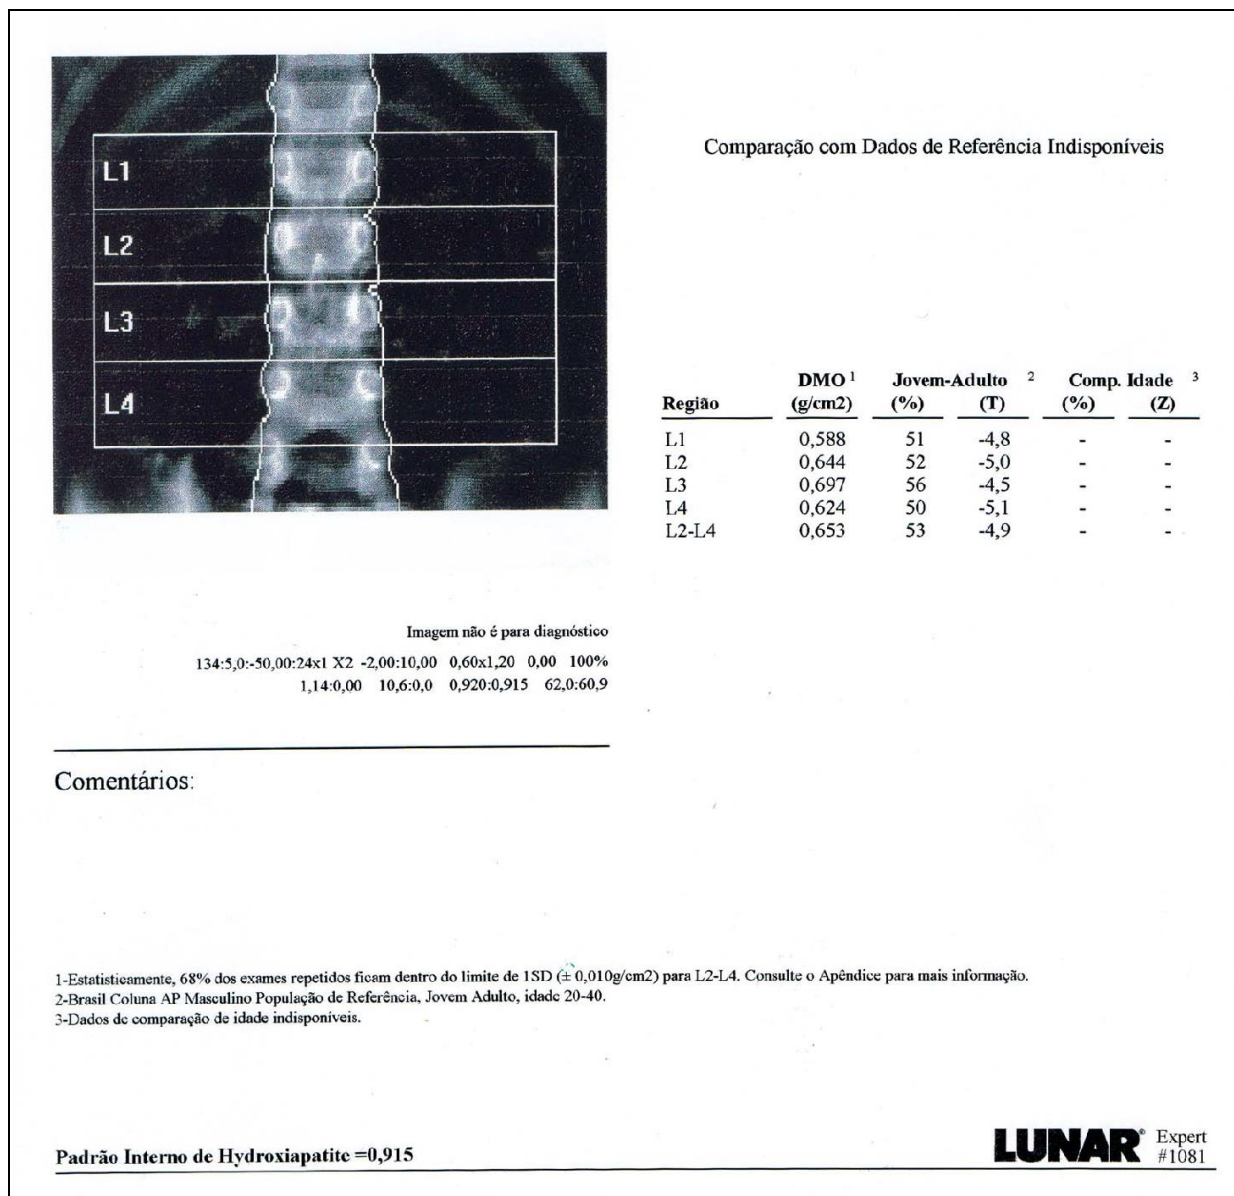 L1
L2
L3
L4
Comparação com Dados de Referência Indisponíveis
DMO 1 Jovem-Adulto 2 Comp. Idade 3
Região (g/cm2) (%) (T) (%) (Z)
L1 0,588 51 -4,8 - -
L2 0,644 52 -5,0 - -
L3 0,697 56 -4,5 - -
L4 0,624 50 -5,1 - -
L2-L4 0,653 53 -4,9 - -
Imagem não é para diagnóstico
134:5,0:-50,00:24x1 X2 -2,00:10,00 0,60x1,20 0,00 100%
1,14:0,00 10,6:0,0 0,920:0,915 62,0:60,9
Comentários:
1-Estatisticamente, 68% dos exames repetidos ficam dentro do limite de 1SD (± 0,010g/cm2) para L2-L4. Consulte o Apêndice para mais informação.
2-Brasil Coluna AP Masculino População de Referência, Jovem Adulto, idade 20-40.
3-Dados de comparação de idade indisponíveis.
Padrão Interno de Hydroxiapatite =0,915
LUNAR® Expert
#1081